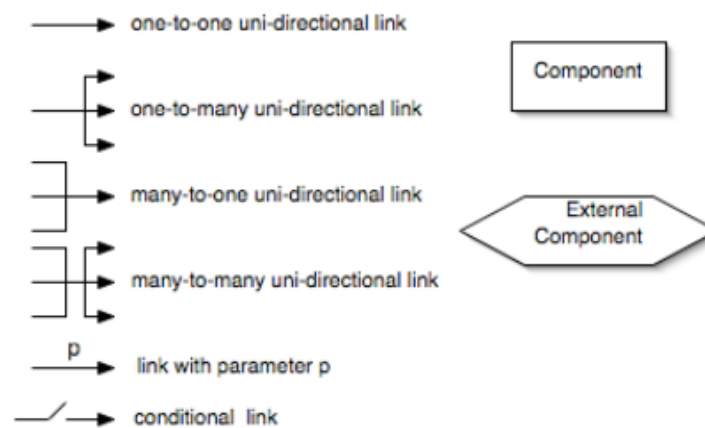 one-to-one uni-directional link
Component
one-to-many uni-directional link
many-to-one uni-directional link
External
Component
many-to-many uni-directional link
p
link with parameter p
conditional link